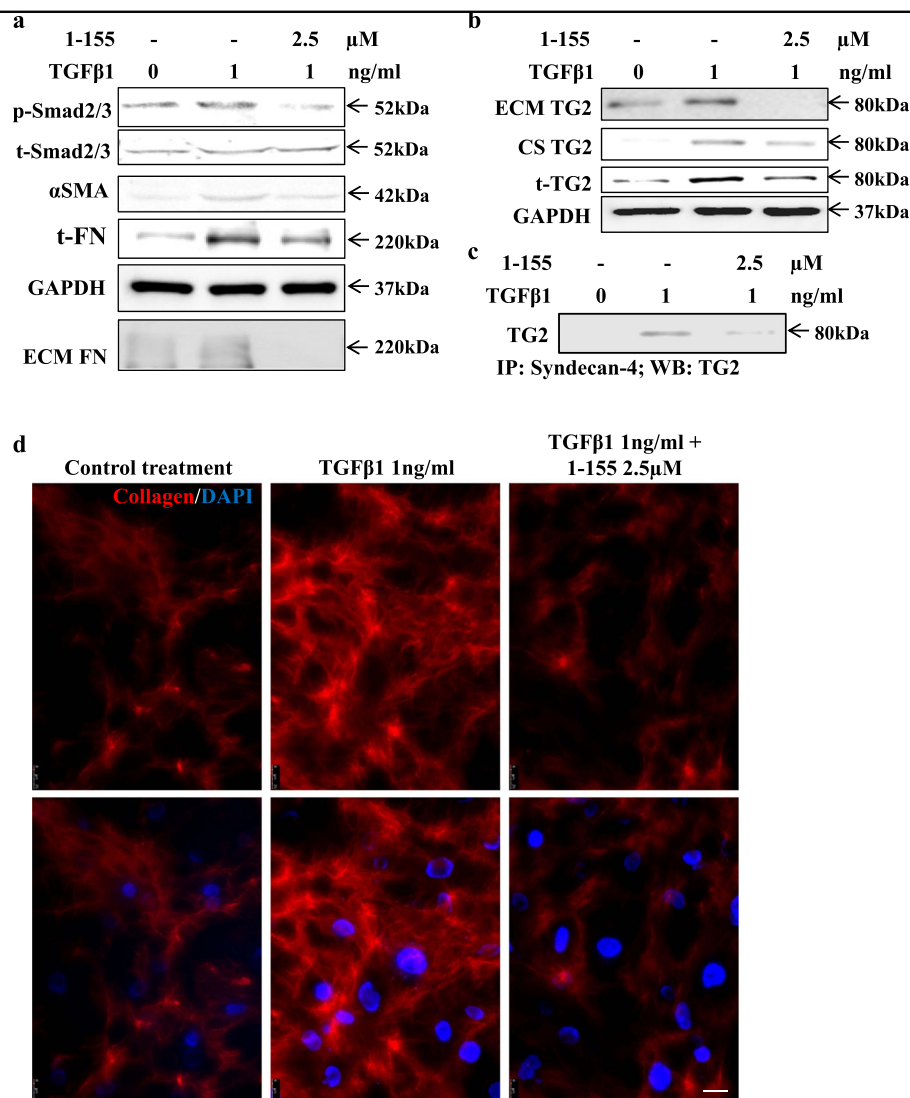 a
1-155 - - 2.5 µM
TGFβ1 0 1 1 ng/ml
p-Smad2/3 52kDa
t-Smad2/3 52kDa
αSMA 42kDa
t-FN 220kDa
GAPDH 37kDa
ECM FN 220kDa
b
1-155 - - 2.5 µM
TGFβ1 0 1 1 ng/ml
ECM TG2 80kDa
CS TG2 80kDa
t-TG2 80kDa
GAPDH 37kDa
c
1-155 - - 2.5 µM
TGFβ1 0 1 1 ng/ml
TG2 80kDa
IP: Syndecan-4; WB: TG2
d
Control treatment
TGFβ1 1ng/ml
TGFβ1 1ng/ml +
1-155 2.5µM
Collagen/DAPI